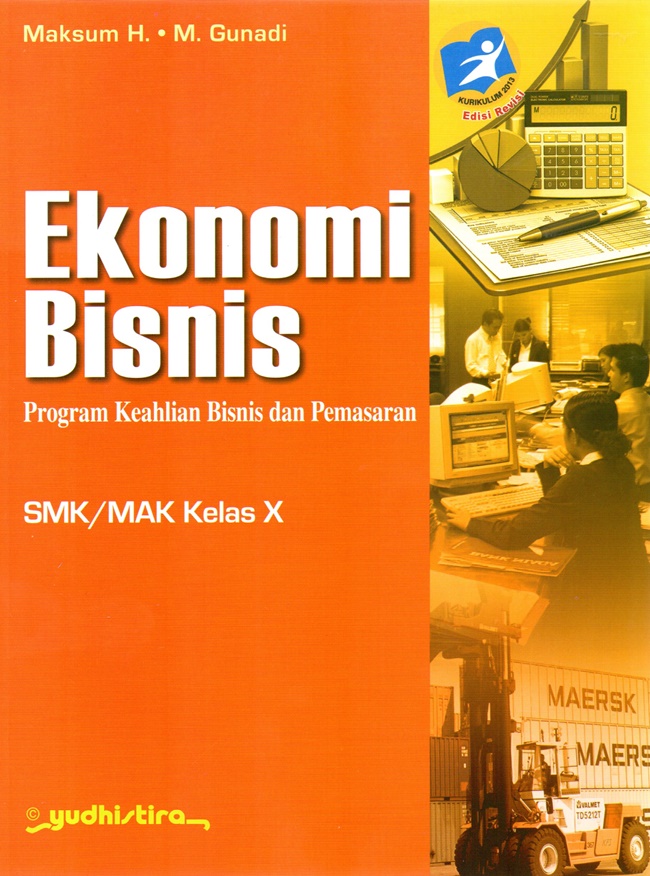 Maksum H. • M. Gunadi
KURIKULUM 2013
Edisi Revisi
M 0
Ekonomi
Bisnis
Program Keahlian Bisnis dan Pemasaran
SMK/MAK Kelas X
MAERSK
MAERS
VALMET
TD5212T
© yudhistira